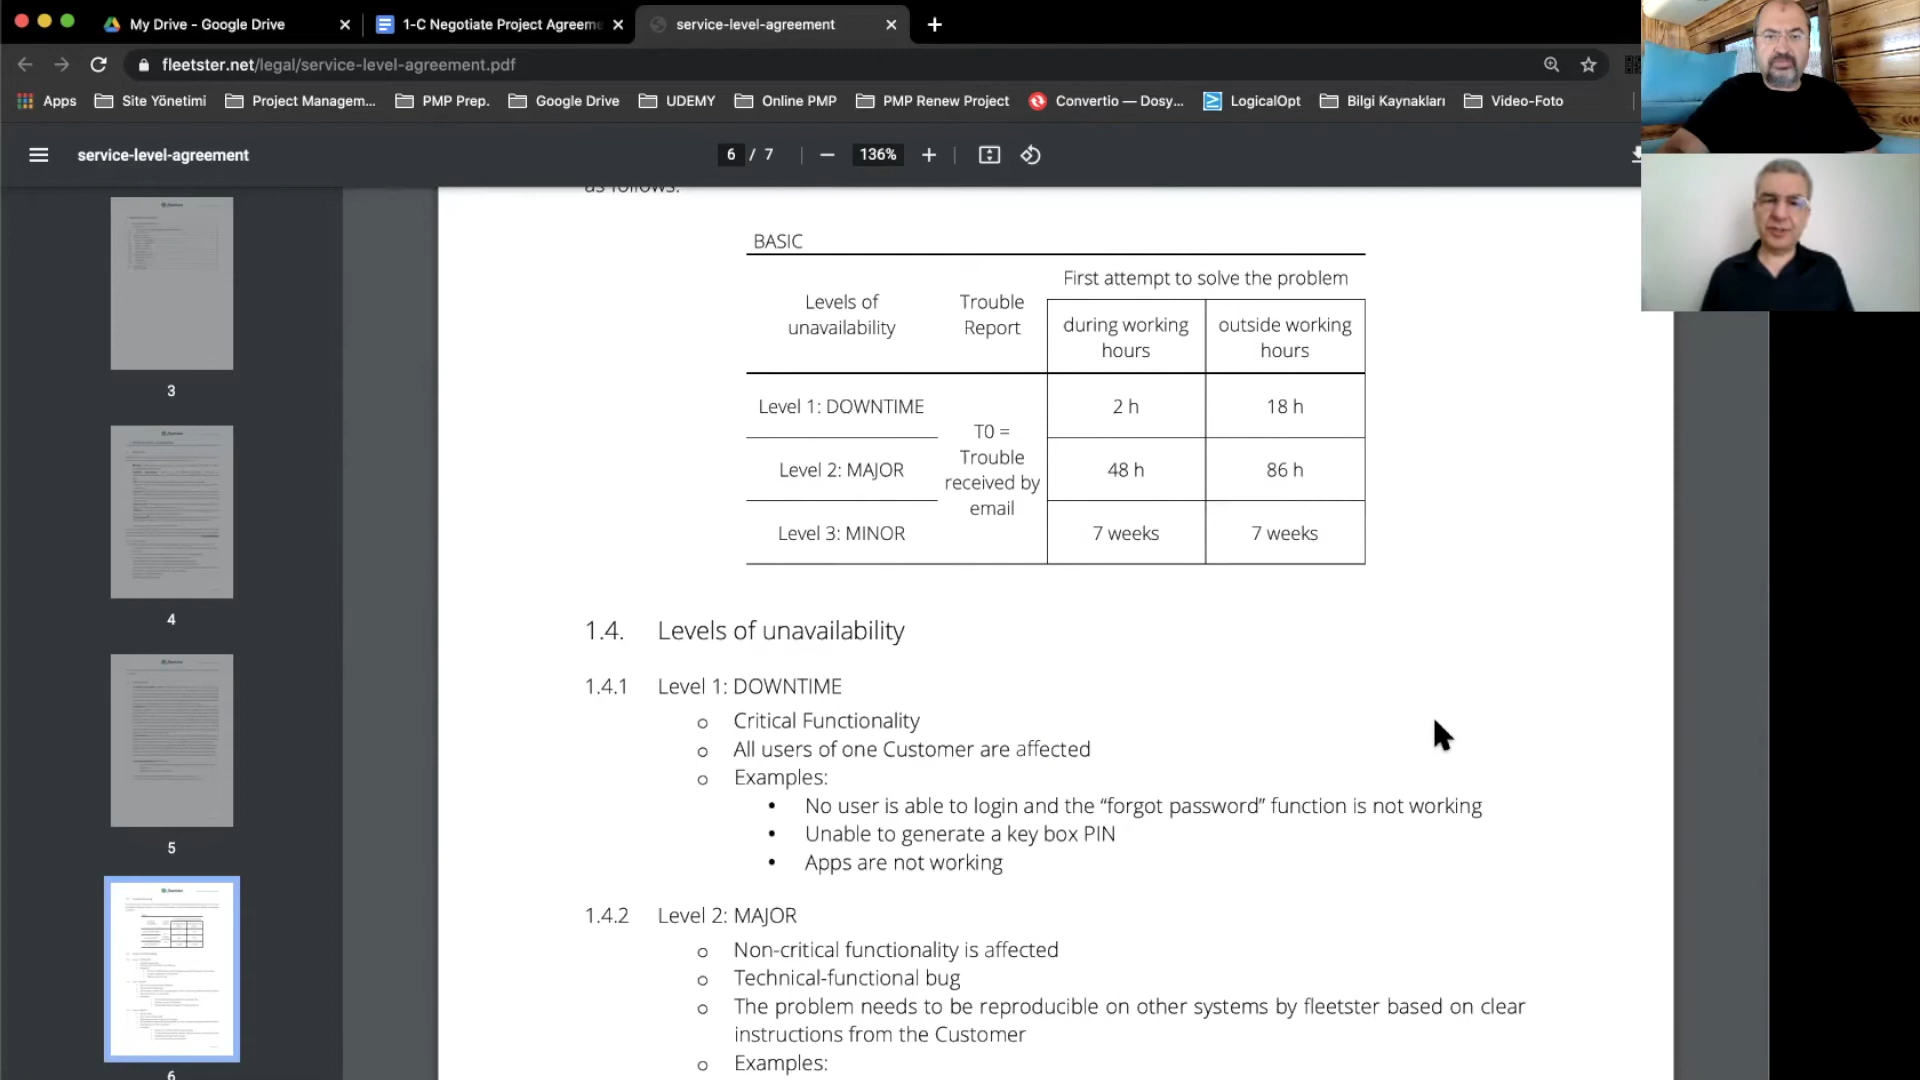 My Drive - Google Drive
1-C Negotiate Project Agreem
service-level-agreement
fleetster.net/legal/service-level-agreement.pdf
Apps
Site Yönetimi
Project Managem...
PMP Prep.
Google Drive
UDEMY
Online PMP
PMP Renew Project
Convertio — Dosy...
LogicalOpt
Bilgi Kaynakları
Video-Foto
service-level-agreement
6 / 7
136%
3
4
5
6
as follows:
BASIC
Levels of
unavailability
Trouble
Report
First attempt to solve the problem
during working
hours
outside working
hours
Level 1: DOWNTIME
2 h
18 h
T0 =
Trouble
received by
email
Level 2: MAJOR
48 h
86 h
Level 3: MINOR
7 weeks
7 weeks
1.4. Levels of unavailability
1.4.1 Level 1: DOWNTIME
o Critical Functionality
o All users of one Customer are affected
o Examples:
• No user is able to login and the “forgot password” function is not working
• Unable to generate a key box PIN
• Apps are not working
1.4.2 Level 2: MAJOR
o Non-critical functionality is affected
o Technical-functional bug
o The problem needs to be reproducible on other systems by fleetster based on clear
instructions from the Customer
o Examples: